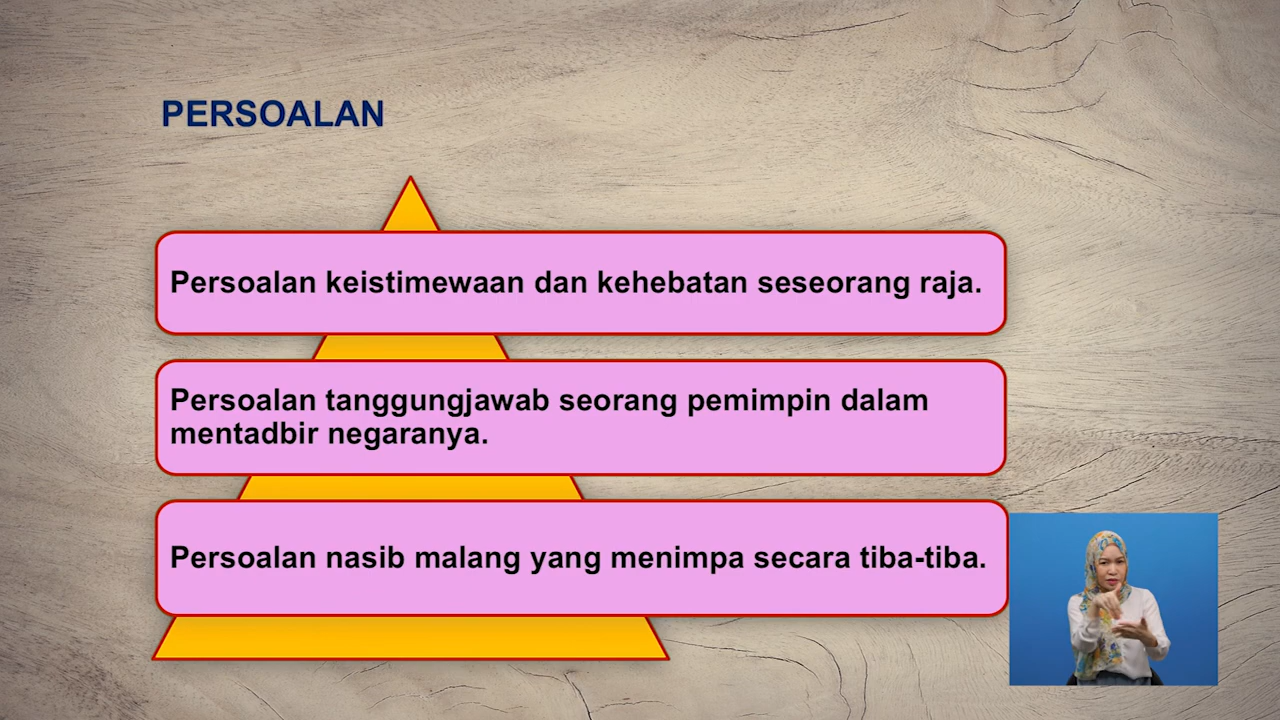 PERSOALAN
Persoalan keistimewaan dan kehebatan seseorang raja.
Persoalan tanggungjawab seorang pemimpin dalam
mentadbir negaranya.
Persoalan nasib malang yang menimpa secara tiba-tiba.